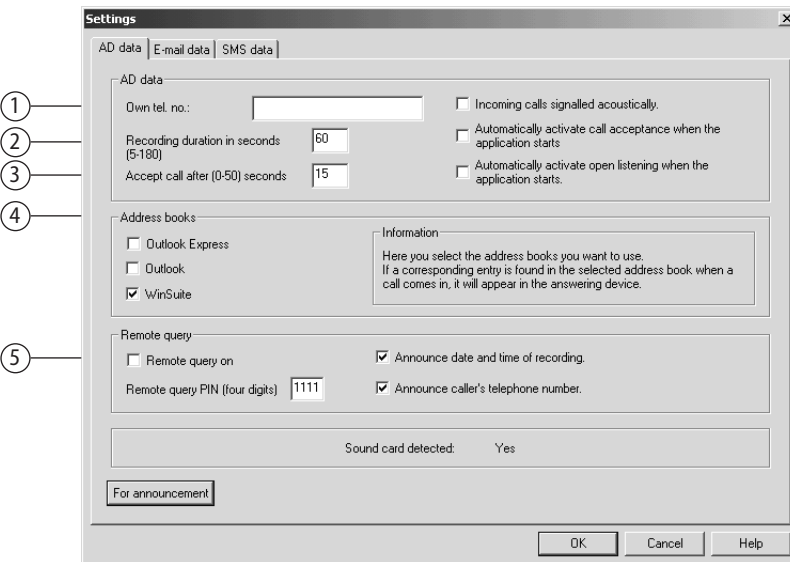 Settings
AD data E-mail data SMS data
AD data
1
Own tel. no.:
Incoming calls signalled acoustically.
2
Recording duration in seconds
(5-180)
60
Automatically activate call acceptance when the
application starts
3
Accept call after (0-50) seconds
15
Automatically activate open listening when the
application starts.
4
Address books
Outlook Express
Outlook
WinSuite
Information
Here you select the address books you want to use.
If a corresponding entry is found in the selected address book when a
call comes in, it will appear in the answering device.
Remote query
5
Remote query on
Announce date and time of recording.
Remote query PIN (four digits)
1111
Announce caller's telephone number.
Sound card detected: Yes
For announcement
OK Cancel Help